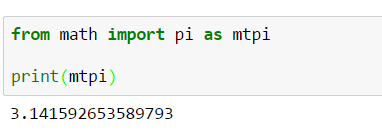 from math import pi as mtpi
print(mtpi)
3.141592653589793